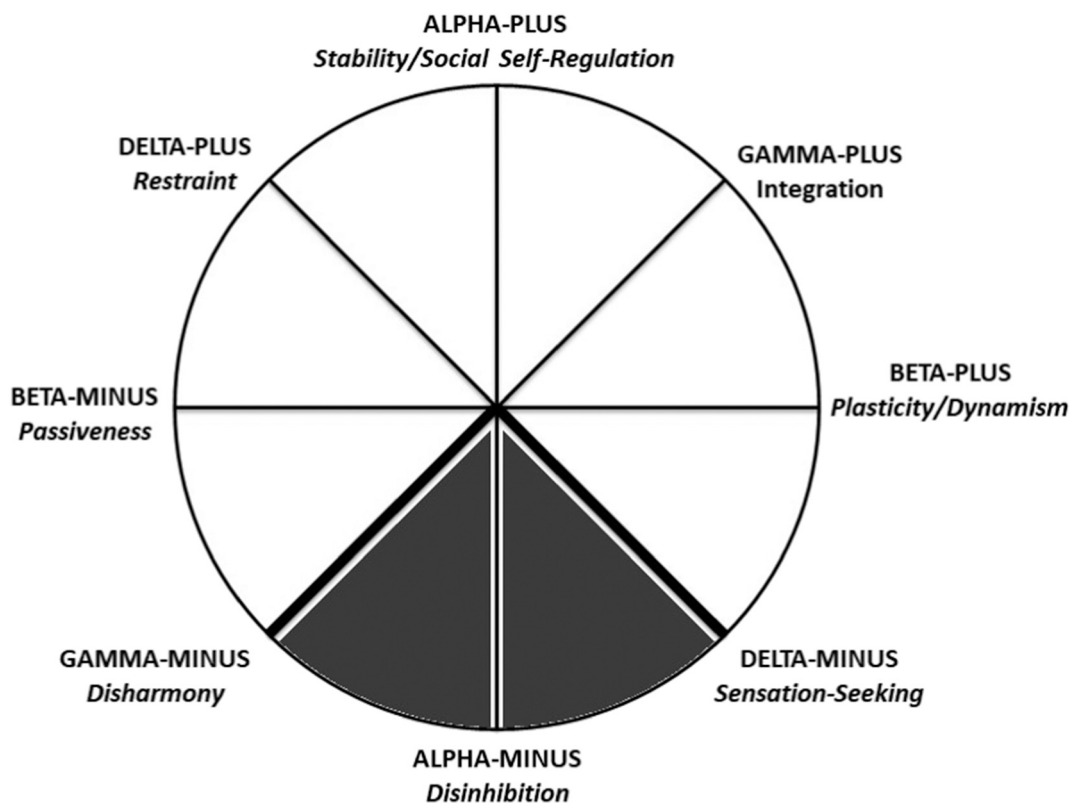 ALPHA-PLUS
Stability/Social Self-Regulation
DELTA-PLUS
Restraint
GAMMA-PLUS
Integration
BETA-MINUS
Passiveness
BETA-PLUS
Plasticity/Dynamism
GAMMA-MINUS
Disharmony
DELTA-MINUS
Sensation-Seeking
ALPHA-MINUS
Disinhibition